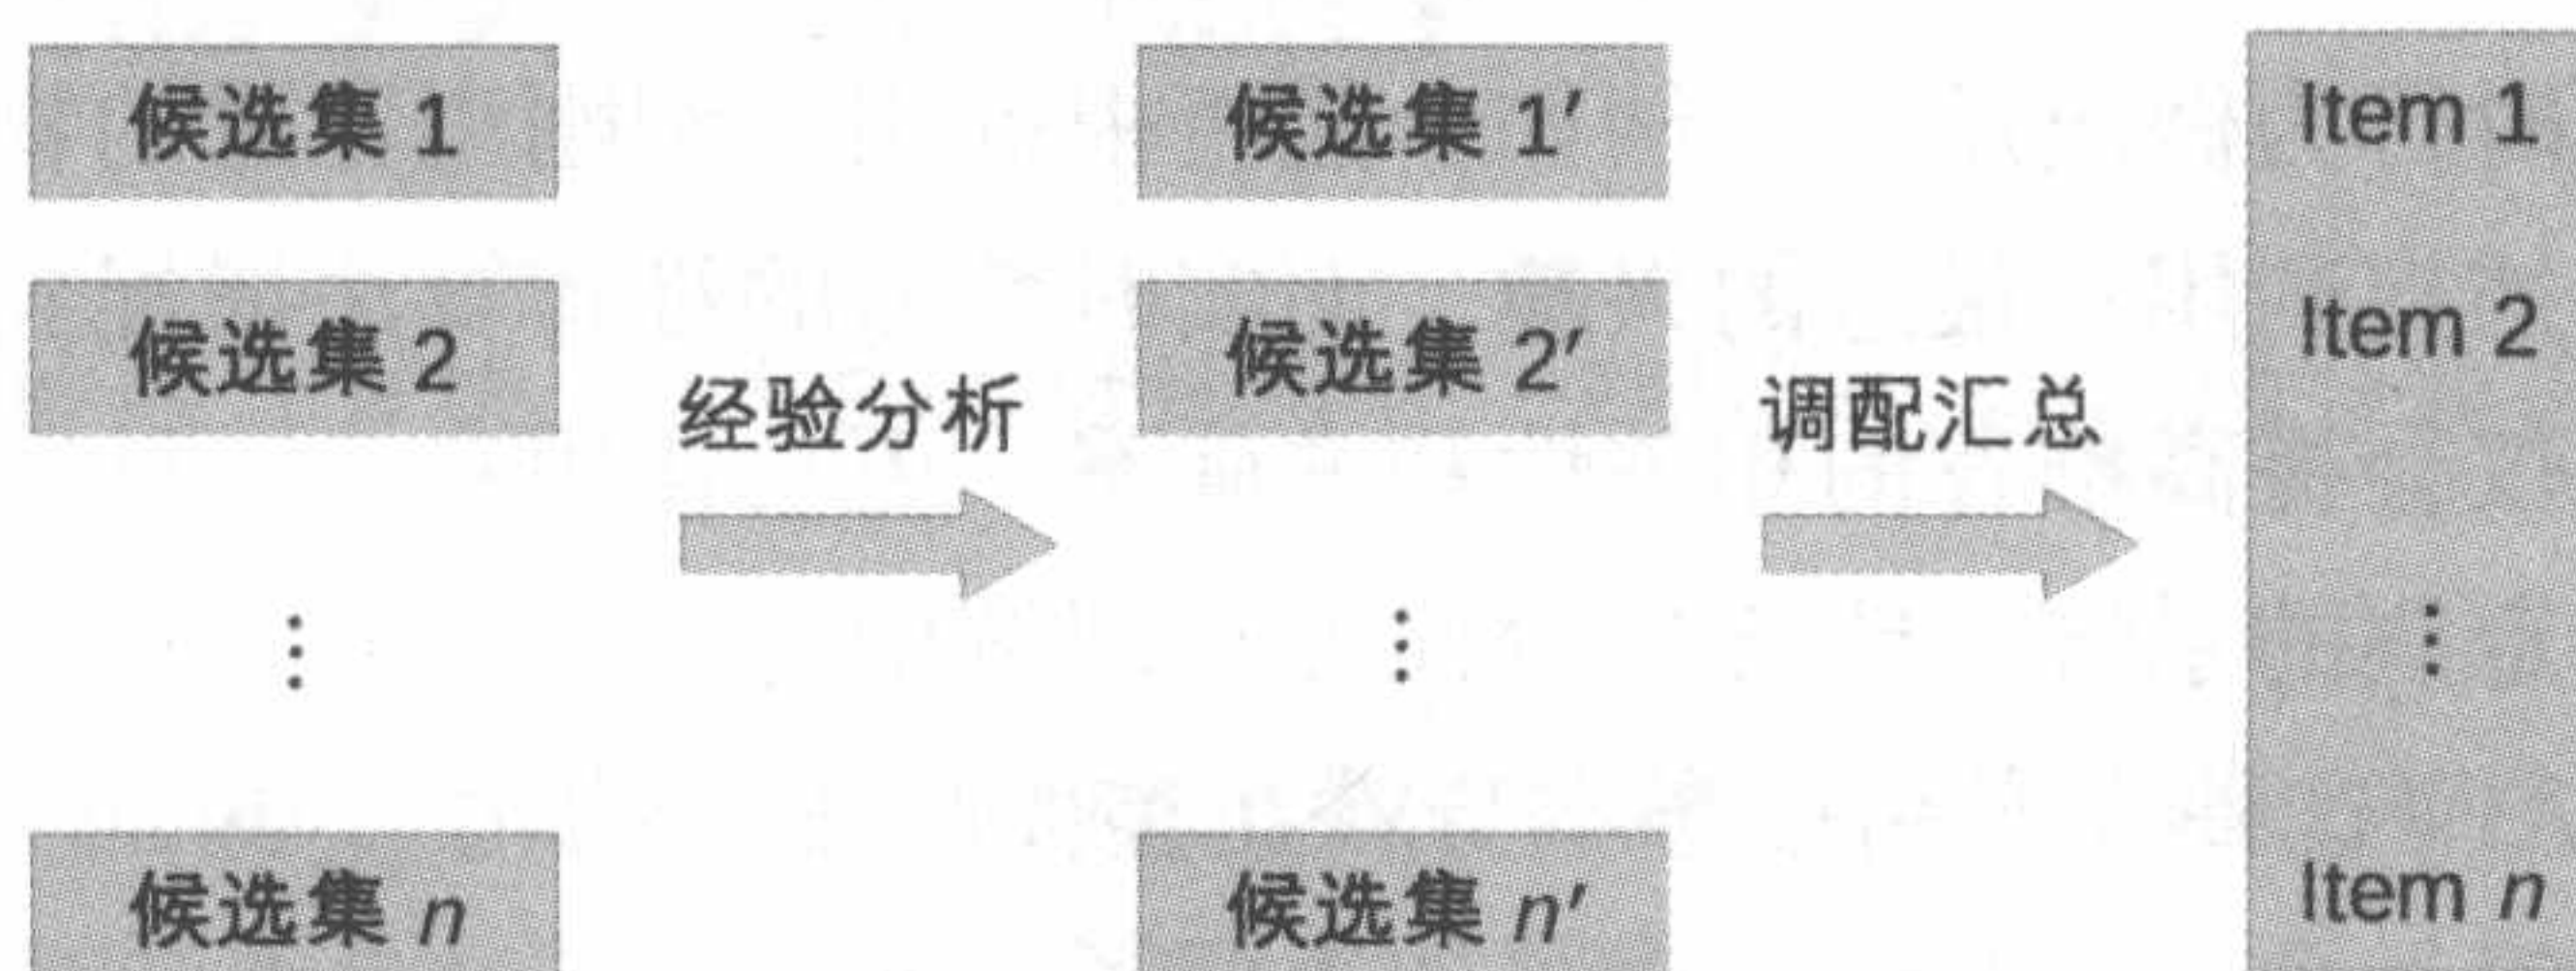 候选集 1
候选集 2
⋮
候选集 n
经验分析
候选集 1′
候选集 2′
⋮
候选集 n′
调配汇总
Item 1
Item 2
⋮
Item n